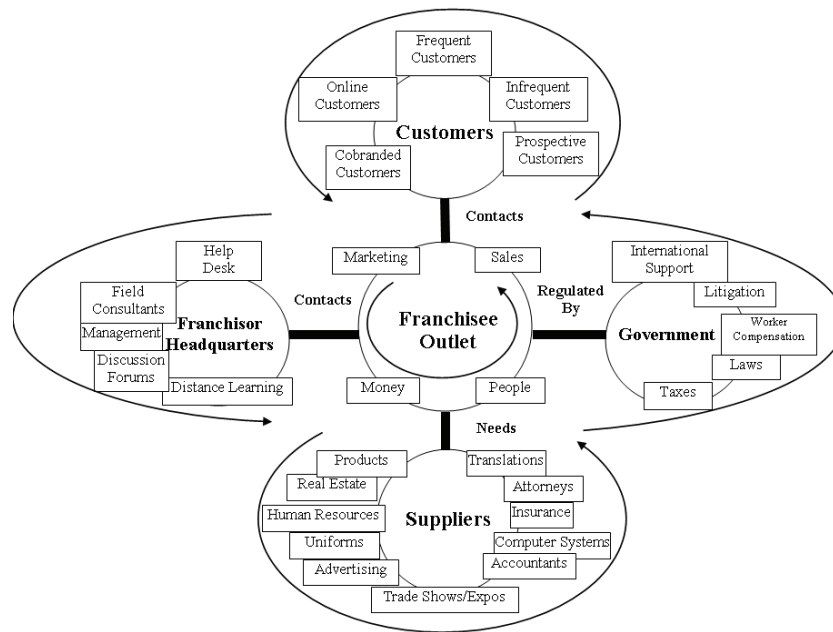 Frequent
Customers
Online
Customers
Infrequent
Customers
Customers
Cobranded
Customers
Prospective
Customers
Contacts
Help
Desk
Field
Consultants
Management
Franchisor
Headquarters
Discussion
Forums
Distance Learning
Contacts
Marketing
Sales
Franchisee
Outlet
Money
People
Regulated
By
International
Support
Litigation
Government
Worker
Compensation
Laws
Taxes
Needs
Products
Translations
Real Estate
Attorneys
Human Resources
Suppliers
Insurance
Uniforms
Computer Systems
Advertising
Accountants
Trade Shows/Expos